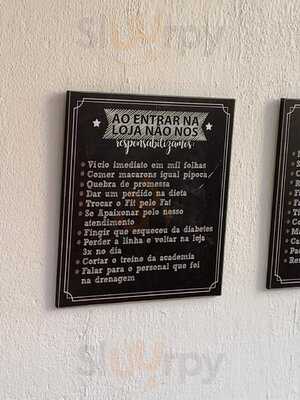 Sluurpy
AO ENTRAR NA
LOJA NÃO NOS
responsabilizamos:
Vício imediato em mil folhas
Comer macarons igual pipoca
Quebra de promessa
Dar um perdido na dieta
Trocar o Fit pelo Fat
Se Apaixonar pelo nosso
atendimento
Fingir que esqueceu da diabetes
Perder a linha e voltar na loja
3x no dia
Cortar o treino da academia
Falar para o personal que foi
na drenagem
Sluurpy